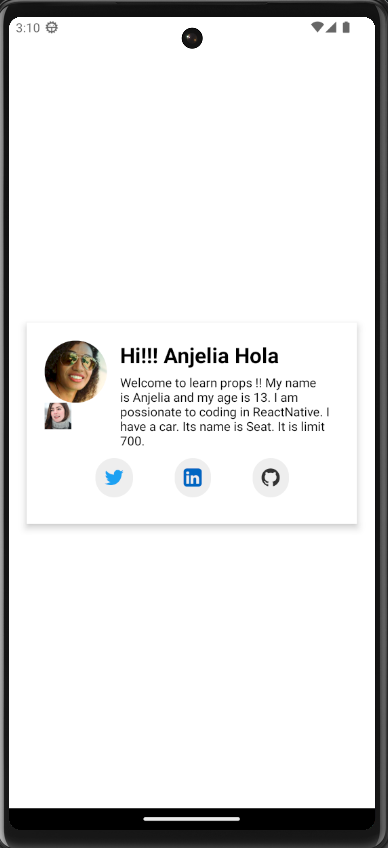 3:10
Hi!!! Anjelia Hola
Welcome to learn props !! My name
is Anjelia and my age is 13. I am
possionate to coding in ReactNative. I
have a car. Its name is Seat. It is limit
700.
in